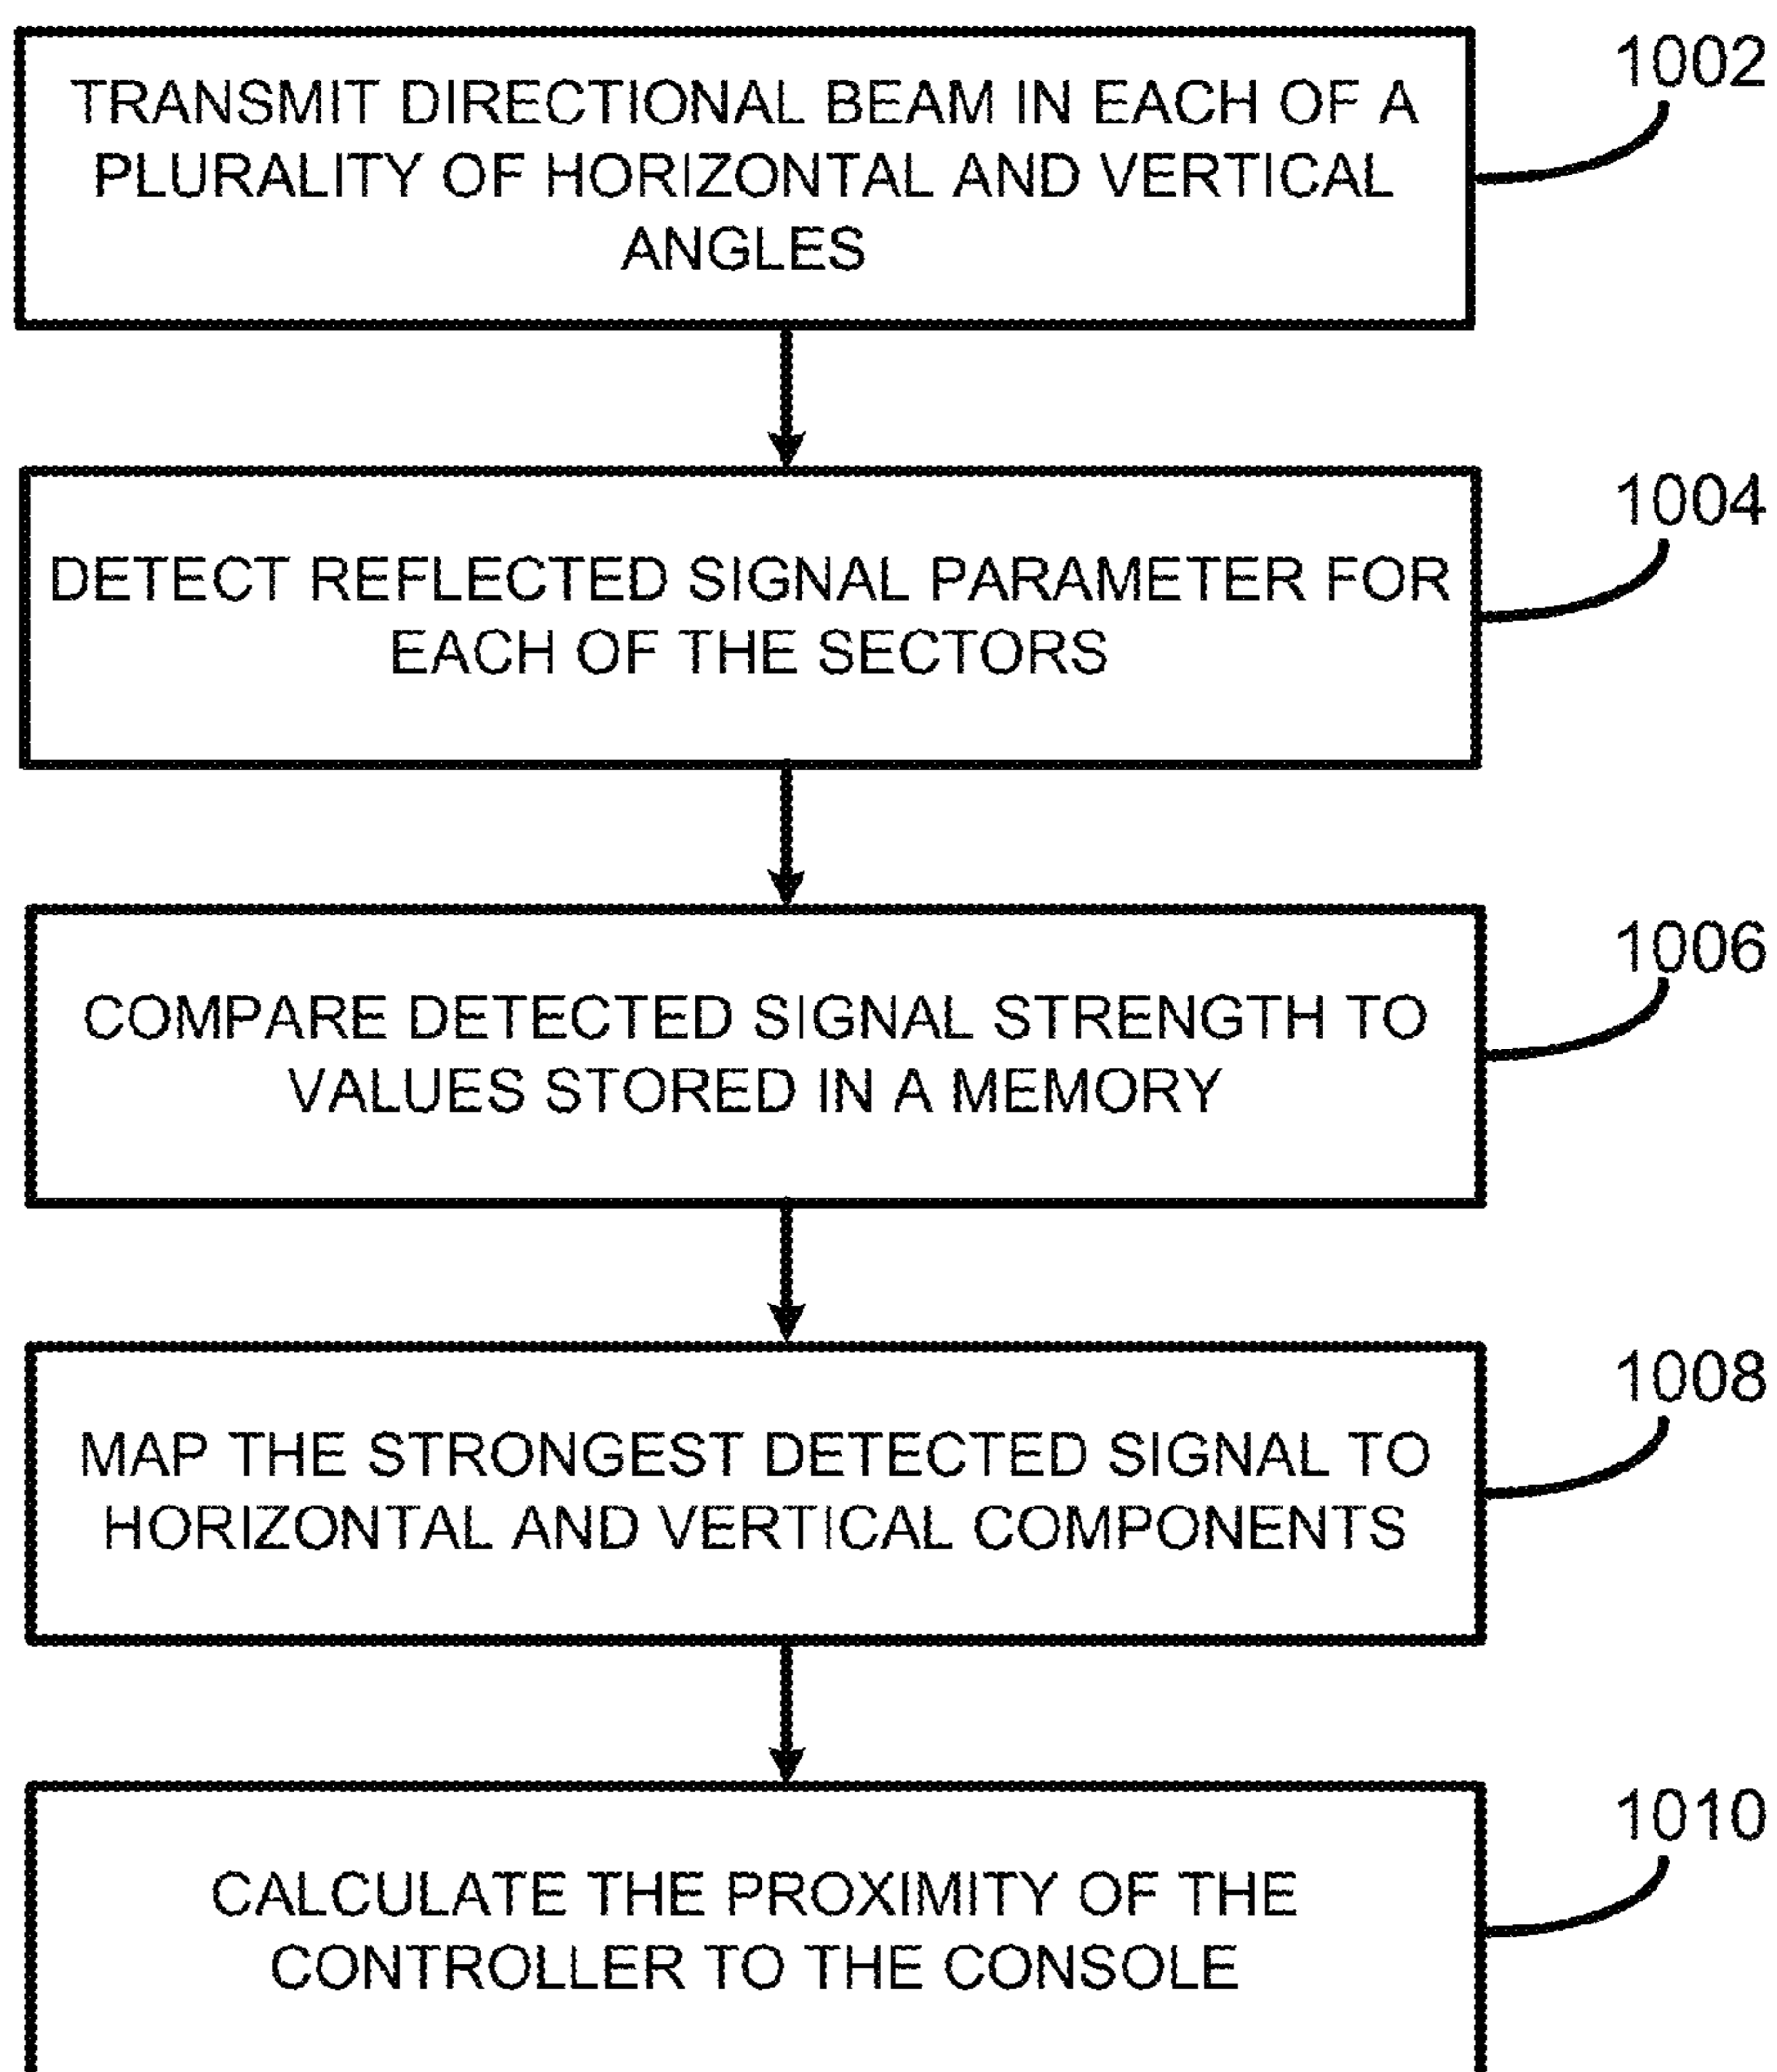 1002
TRANSMIT DIRECTIONAL BEAM IN EACH OF A
PLURALITY OF HORIZONTAL AND VERTICAL
ANGLES
1004
DETECT REFLECTED SIGNAL PARAMETER FOR
EACH OF THE SECTORS
1006
COMPARE DETECTED SIGNAL STRENGTH TO
VALUES STORED IN A MEMORY
1008
MAP THE STRONGEST DETECTED SIGNAL TO
HORIZONTAL AND VERTICAL COMPONENTS
1010
CALCULATE THE PROXIMITY OF THE
CONTROLLER TO THE CONSOLE